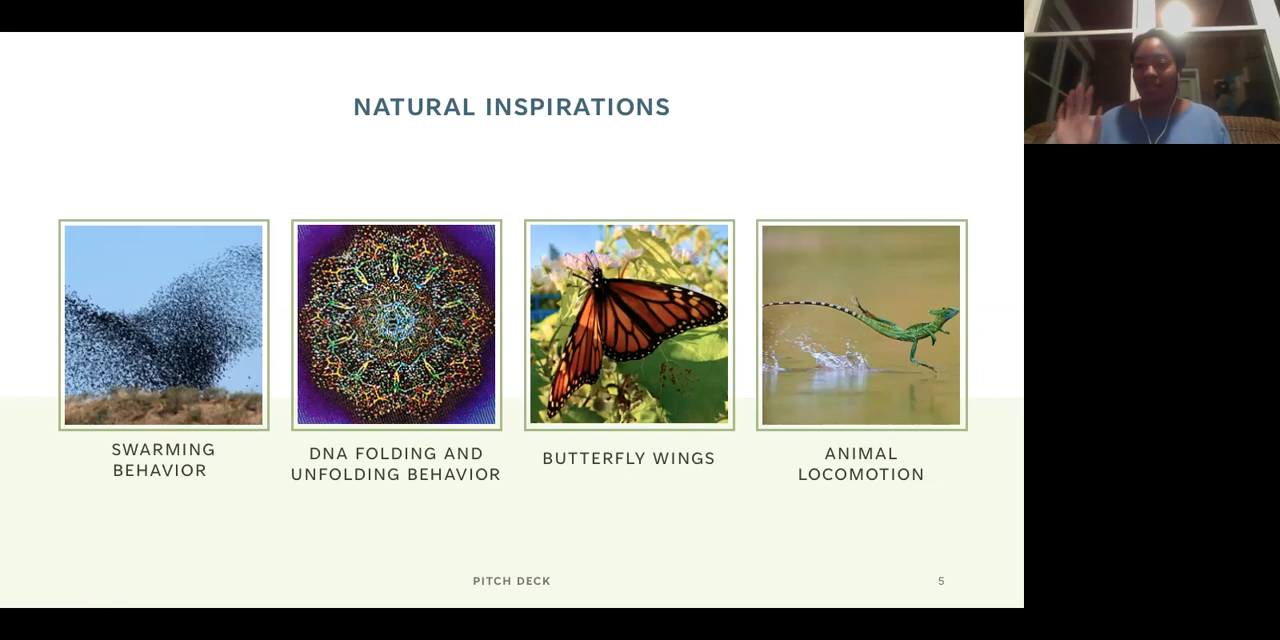 NATURAL INSPIRATIONS
SWARMING
BEHAVIOR
DNA FOLDING AND
UNFOLDING BEHAVIOR
BUTTERFLY WINGS
ANIMAL
LOCOMOTION
PITCH DECK
5